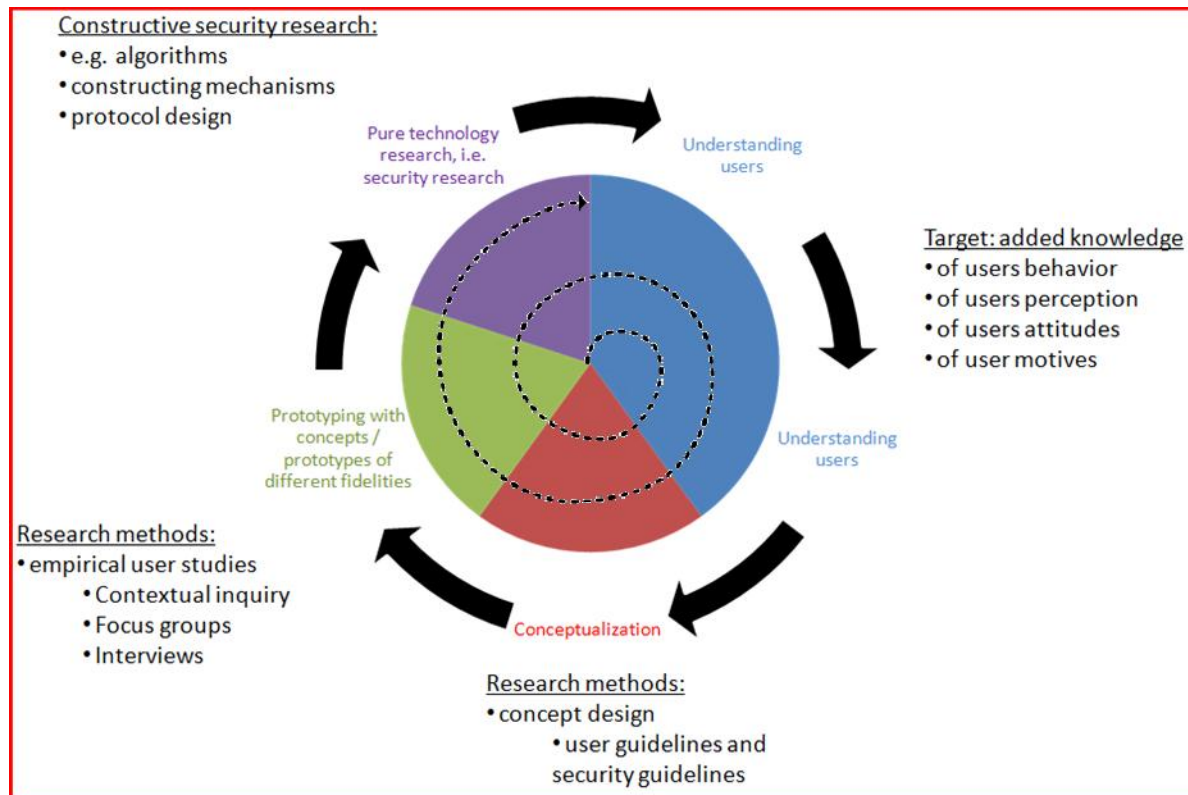 Constructive security research:
• e.g. algorithms
• constructing mechanisms
• protocol design
Pure technology
research, i.e.
security research
Understanding
users
Target: added knowledge
• of users behavior
• of users perception
• of users attitudes
• of user motives
Understanding
users
Prototyping with
concepts /
prototypes of
different fidelities
Research methods:
• empirical user studies
• Contextual inquiry
• Focus groups
• Interviews
Conceptualization
Research methods:
• concept design
• user guidelines and
security guidelines